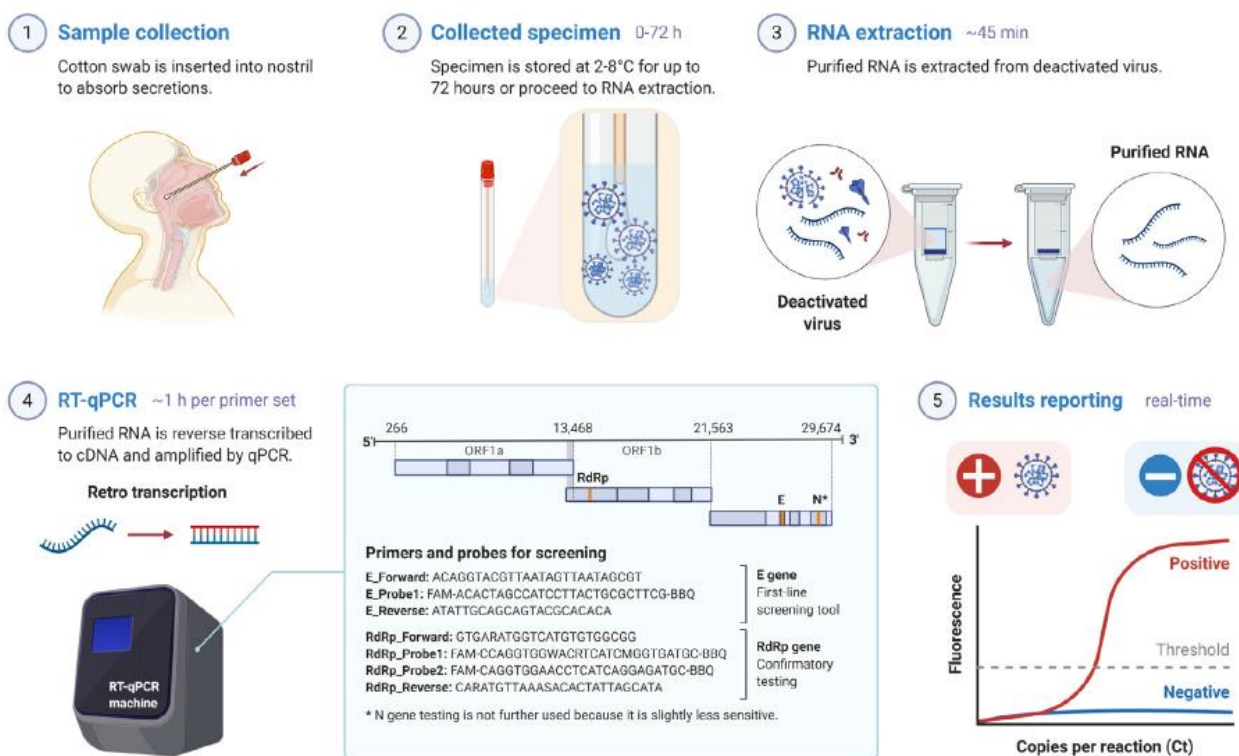 1 Sample collection
Cotton swab is inserted into nostril
to absorb secretions.
2 Collected specimen 0-72 h
Specimen is stored at 2-8°C for up to
72 hours or proceed to RNA extraction.
3 RNA extraction ~45 min
Purified RNA is extracted from deactivated virus.
Purified RNA
Deactivated
virus
4 RT-qPCR ~1 h per primer set
Purified RNA is reverse transcribed
to cDNA and amplified by qPCR.
Retro transcription
RT-qPCR
machine
266 13,468 21,563 29,674
5' 3'
ORF1a ORF1b
RdRp
E N*
Primers and probes for screening
E_Forward: ACAGGTACGTTAATAGTTAATAGCGT
E_Probe1: FAM-ACACTAGCCATCCTTACTGCGCTTCG-BBQ
E_Reverse: ATATTGCAGCAGTACGCACACA
E gene
First-line
screening tool
RdRp_Forward: GTGARATGGTCATGTGTGGCGG
RdRp_Probe1: FAM-CCAGGTGGWACRTCATCMGGTGATGC-BBQ
RdRp_Probe2: FAM-CAGGTGGAACCTCATCAGGAGATGC-BBQ
RdRp_Reverse: CARATGTTAAASACACTATTAGCATA
RdRp gene
Confirmatory
testing
* N gene testing is not further used because it is slightly less sensitive.
5 Results reporting real-time
Positive
Threshold
Negative
Fluorescence
Copies per reaction (Ct)